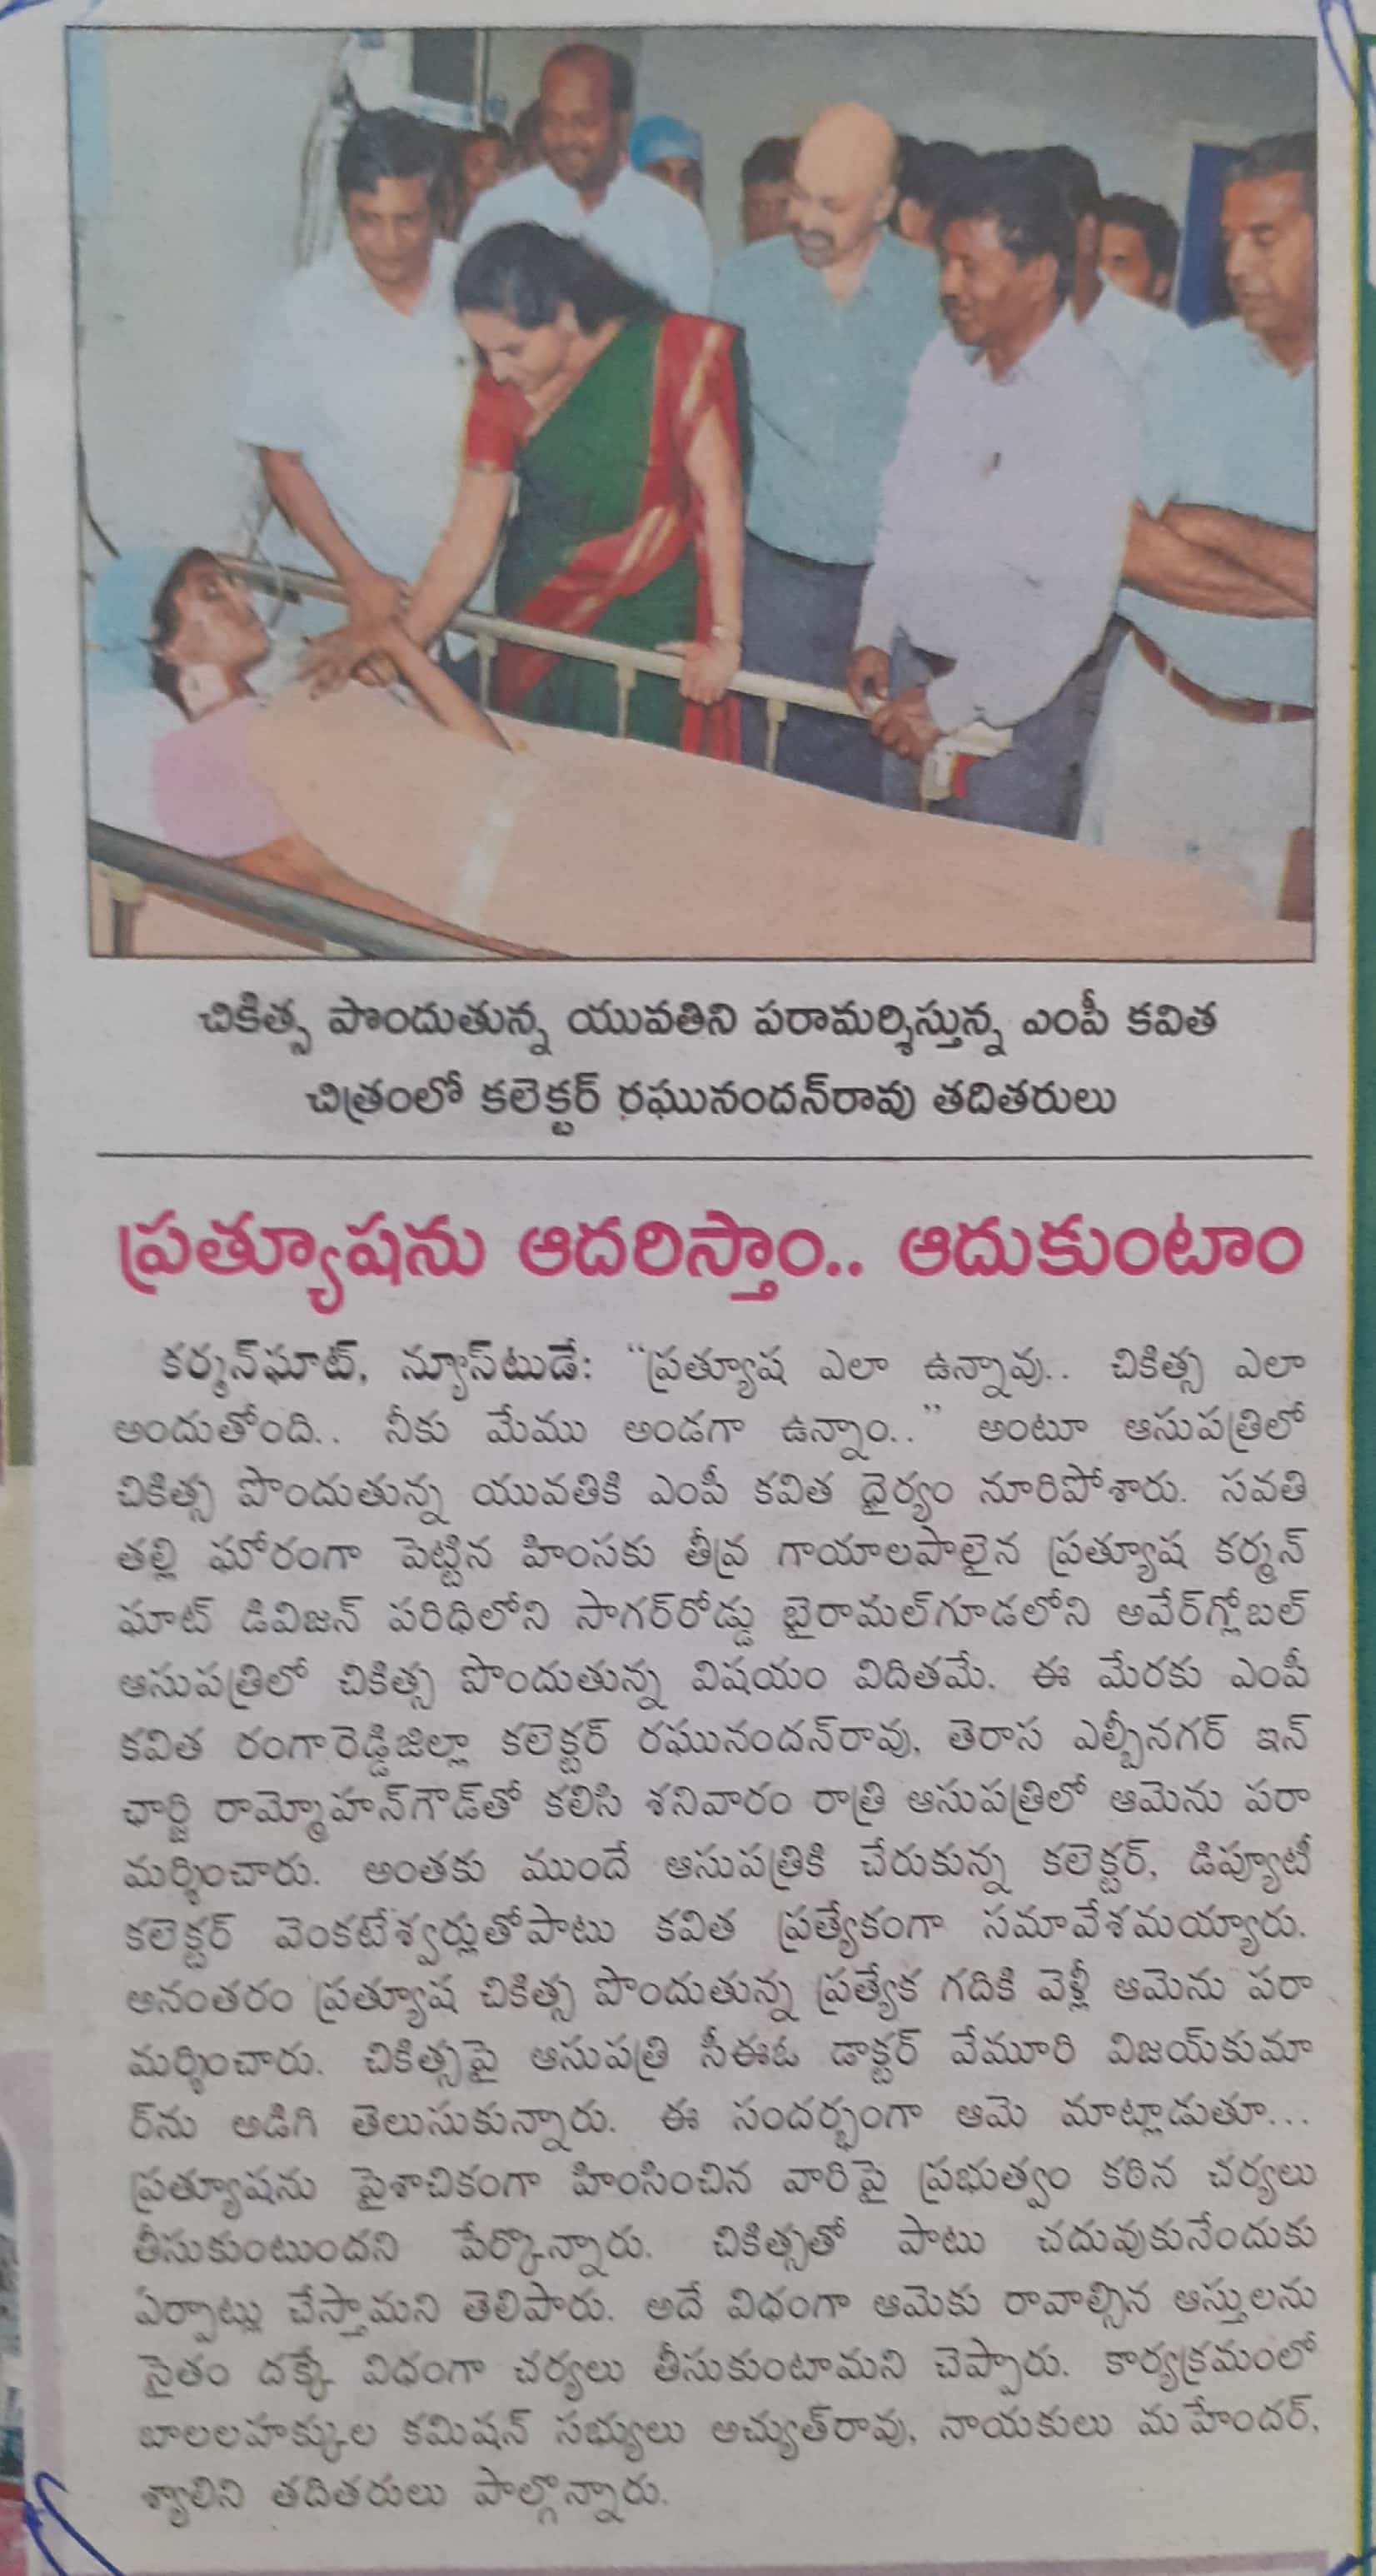 చికిత్స పొందుతున్న యువతిని పరామర్శిస్తున్న ఎంపీ కవిత
చిత్రంలో కలెక్టర్ రఘునందన్‌రావు తదితరులు
ప్రత్యూషను ఆదరిస్తాం.. ఆదుకుంటాం
కర్మన్‌ఘాట్, న్యూస్‌టుడే: “ప్రత్యూష ఎలా ఉన్నావు.. చికిత్స ఎలా
అందుతోంది.. నీకు మేము అండగా ఉన్నాం..” అంటూ ఆసుపత్రిలో
చికిత్స పొందుతున్న యువతికి ఎంపీ కవిత ధైర్యం నూరిపోశారు. సవతి
తల్లి ఘోరంగా పెట్టిన హింసకు తీవ్ర గాయాలపాలైన ప్రత్యూష కర్మన్
ఘాట్ డివిజన్ పరిధిలోని సాగర్‌రోడ్డు బైరామల్‌గూడలోని అవేర్‌గ్లోబల్
ఆసుపత్రిలో చికిత్స పొందుతున్న విషయం విదితమే. ఈ మేరకు ఎంపీ
కవిత రంగారెడ్డిజిల్లా కలెక్టర్ రఘునందన్‌రావు, తెరాస ఎల్బీనగర్ ఇన్
ఛార్జి రామ్మోహన్‌గౌడ్‌తో కలిసి శనివారం రాత్రి ఆసుపత్రిలో ఆమెను పరా
మర్శించారు. అంతకు ముందే ఆసుపత్రికి చేరుకున్న కలెక్టర్, డిప్యూటీ
కలెక్టర్ వెంకటేశ్వర్లుతోపాటు కవిత ప్రత్యేకంగా సమావేశమయ్యారు.
అనంతరం ప్రత్యూష చికిత్స పొందుతున్న ప్రత్యేక గదికి వెళ్లి ఆమెను పరా
మర్శించారు. చికిత్సపై ఆసుపత్రి సీఈఓ డాక్టర్ వేమూరి విజయ్‌కుమా
ర్‌ను అడిగి తెలుసుకున్నారు. ఈ సందర్భంగా ఆమె మాట్లాడుతూ...
ప్రత్యూషను పైశాచికంగా హింసించిన వారిపై ప్రభుత్వం కఠిన చర్యలు
తీసుకుంటుందని పేర్కొన్నారు. చికిత్సతో పాటు చదువుకునేందుకు
ఏర్పాట్లు చేస్తామని తెలిపారు. అదే విధంగా ఆమెకు రావాల్సిన ఆస్తులను
సైతం దక్కే విధంగా చర్యలు తీసుకుంటామని చెప్పారు. కార్యక్రమంలో
బాలలహక్కుల కమిషన్ సభ్యులు అచ్యుత్‌రావు, నాయకులు మహేందర్,
శ్యాలిని తదితరులు పాల్గొన్నారు.